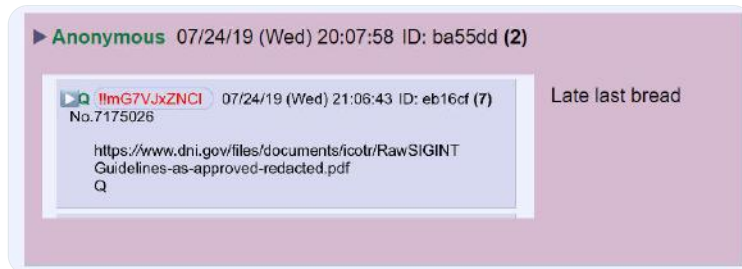 Anonymous 07/24/19 (Wed) 20:07:58 ID: ba55dd (2)
Q !!mG7VJxZNCI 07/24/19 (Wed) 21:06:43 ID: eb16cf (7)
No.7175026
Late last bread
https://www.dni.gov/files/documents/icotr/RawSIGINT
Guidelines-as-approved-redacted.pdf
Q